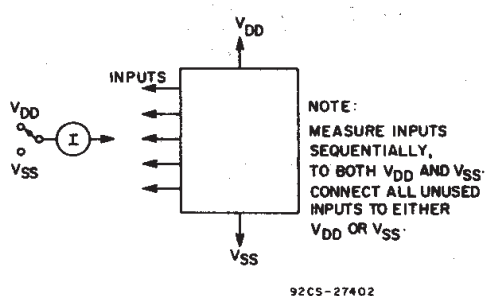 VDD
INPUTS
VDD
I
VSS
NOTE:
MEASURE INPUTS
SEQUENTIALLY,
TO BOTH VDD AND VSS.
CONNECT ALL UNUSED
INPUTS TO EITHER
VDD OR VSS.
VSS
92CS-27402